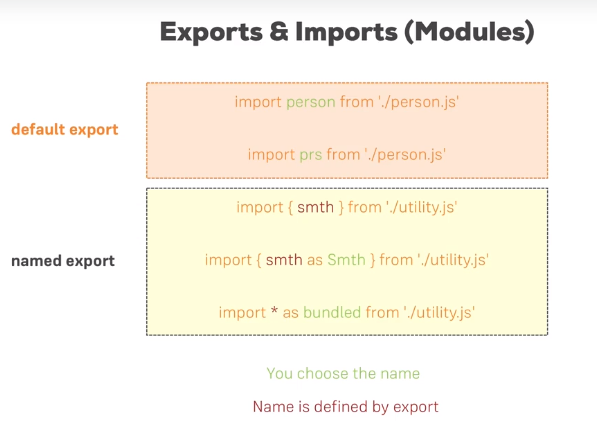 Exports & Imports (Modules)
default export
import person from './person.js'
import prs from './person.js'
named export
import { smth } from './utility.js'
import { smth as Smth } from './utility.js'
import * as bundled from './utility.js'
You choose the name
Name is defined by export